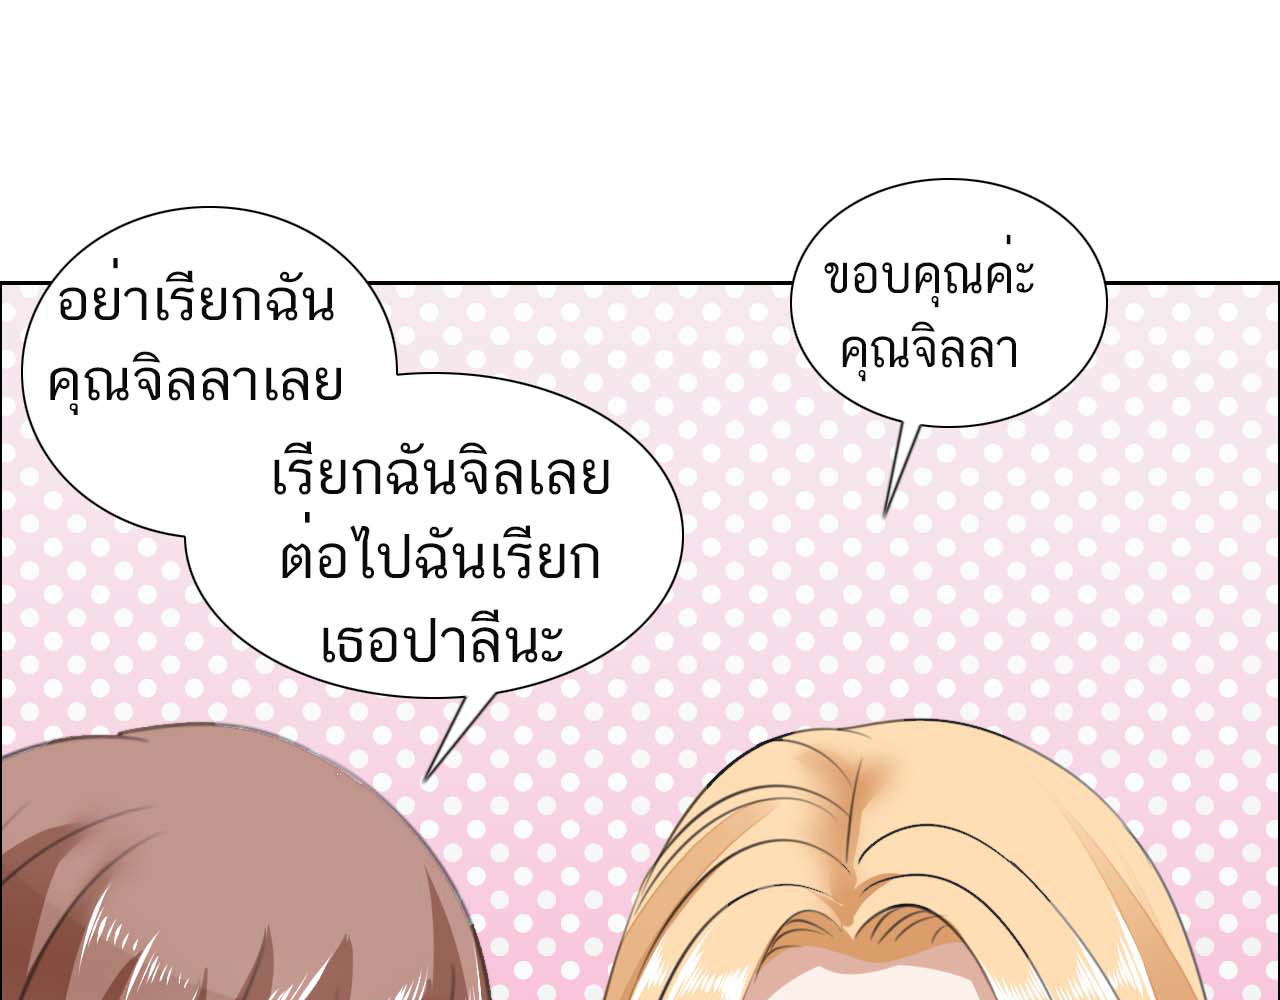 อย่าเรียกฉัน
คุณจิลลาเลย
เรียกฉันจิลเลย
ต่อไปฉันเรียก
เธอปาลีนะ
ขอบคุณค่ะ
คุณจิลลา